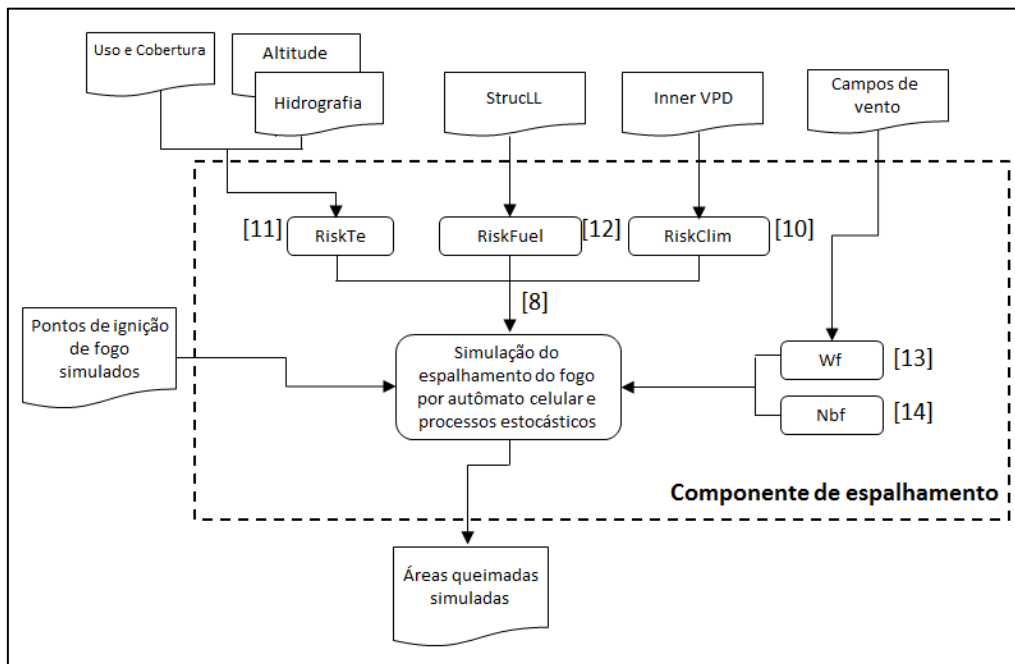 Uso e Cobertura
Altitude
Hidrografia
StrucLL
Inner VPD
Campos de
vento
[11]
RiskTe
RiskFuel
[12]
RiskClim
[10]
[8]
Pontos de ignição
de fogo
simulados
Simulação do
espalhamento do fogo
por autômato celular e
processos estocásticos
Wf
[13]
Nbf
[14]
Componente de espalhamento
Áreas queimadas
simuladas